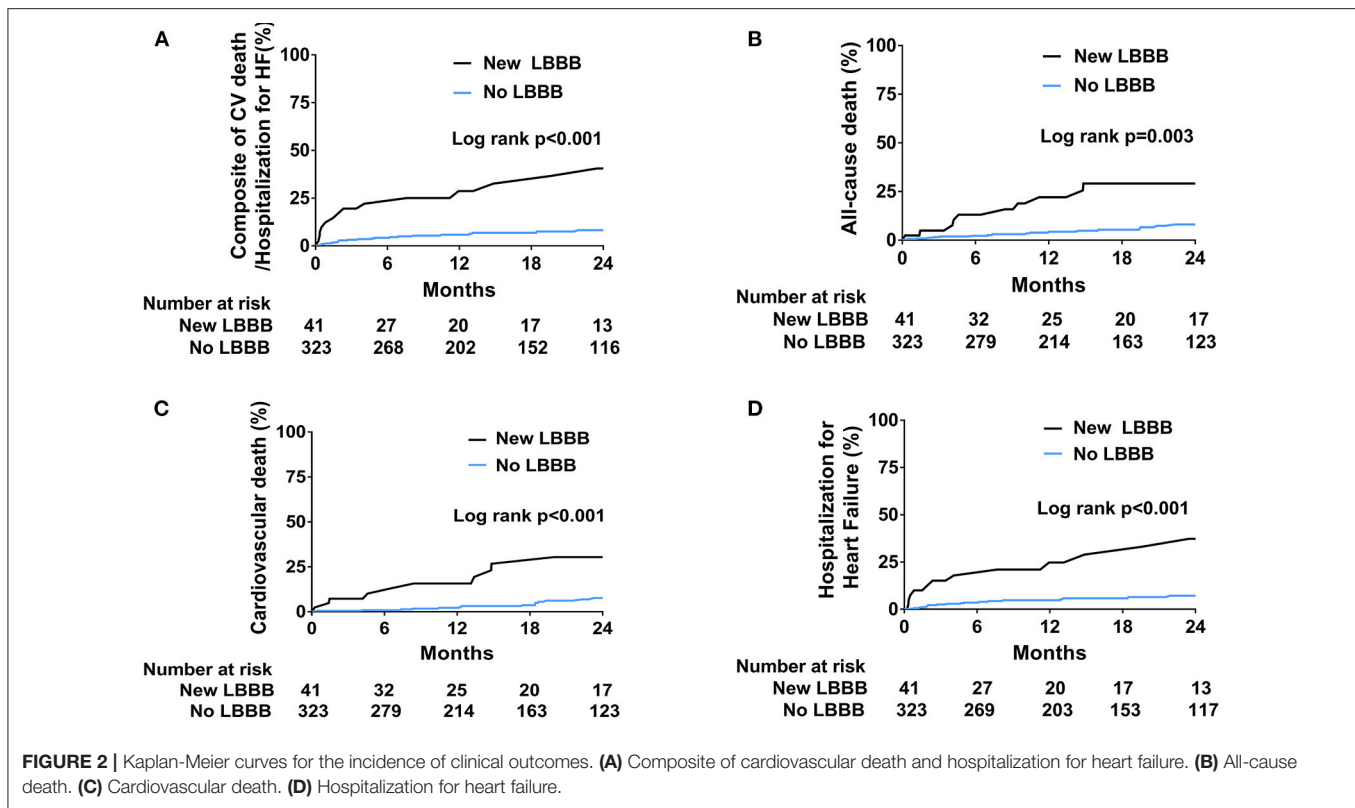 A
Composite of CV death
/Hospitalization for HF(%)
100
75
50
25
0
New LBBB
No LBBB
Log rank p<0.001
0 6 12 18 24
Months
Number at risk
New LBBB 41 27 20 17 13
No LBBB 323 268 202 152 116
B
All-cause death (%)
100
75
50
25
0
New LBBB
No LBBB
Log rank p=0.003
0 6 12 18 24
Months
Number at risk
New LBBB 41 32 25 20 17
No LBBB 323 279 214 163 123
C
Cardiovascular death (%)
100
75
50
25
0
New LBBB
No LBBB
Log rank p<0.001
0 6 12 18 24
Months
Number at risk
New LBBB 41 32 25 20 17
No LBBB 323 279 214 163 123
D
Hospitalization for
Heart Failure (%)
100
75
50
25
0
New LBBB
No LBBB
Log rank p<0.001
0 6 12 18 24
Months
Number at risk
New LBBB 41 27 20 17 13
No LBBB 323 269 203 153 117
FIGURE 2 | Kaplan-Meier curves for the incidence of clinical outcomes. (A) Composite of cardiovascular death and hospitalization for heart failure. (B) All-cause
death. (C) Cardiovascular death. (D) Hospitalization for heart failure.